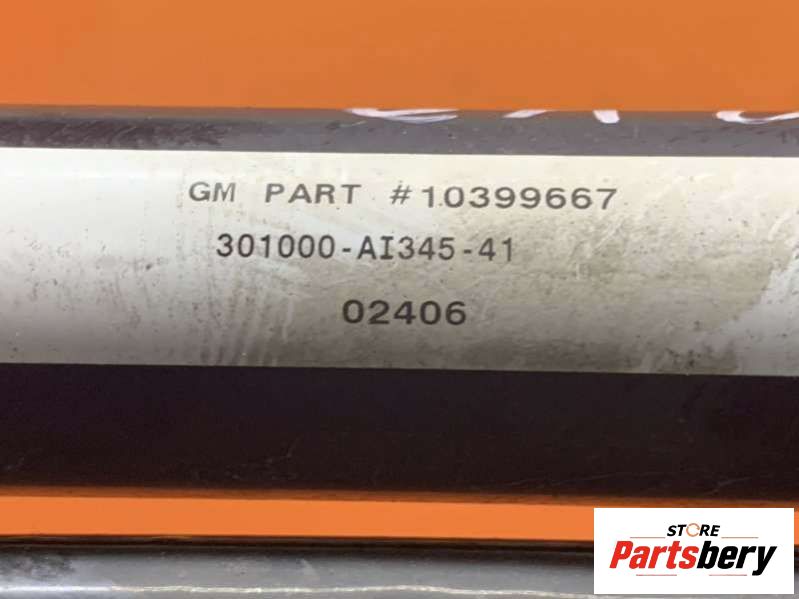 GM PART #10399667
301000-AI345-41
02406
STORE
Partsbery